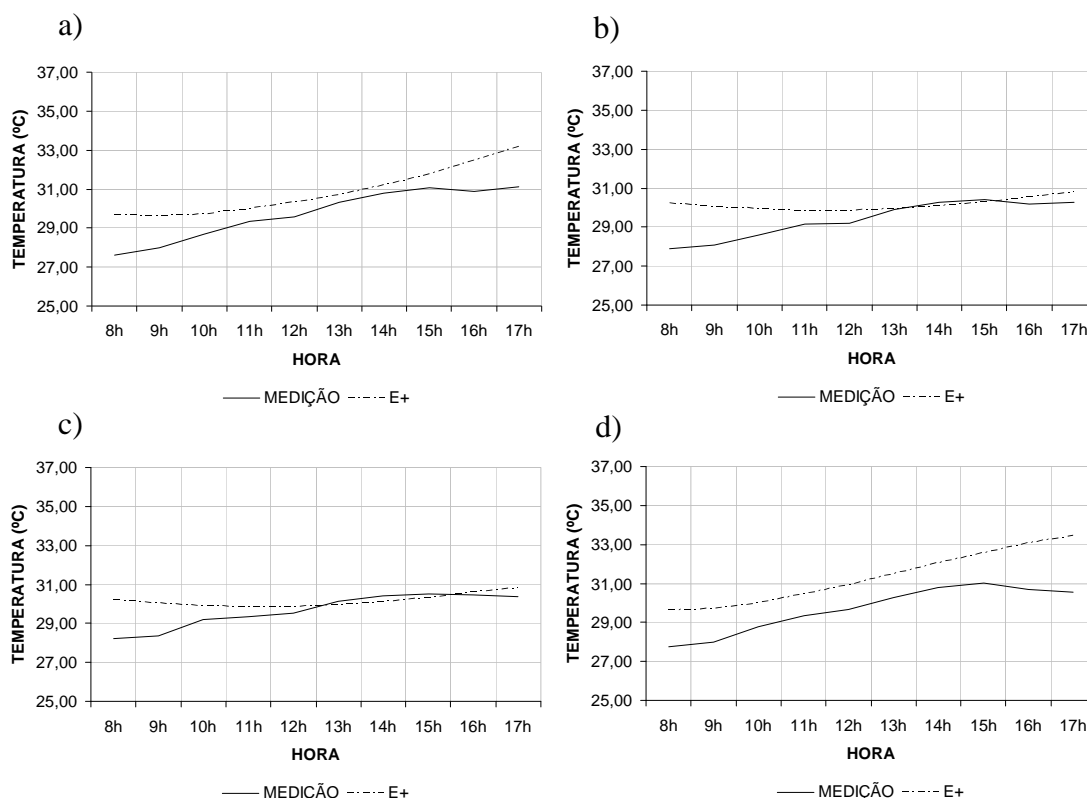 a)
37,00
35,00
33,00
31,00
29,00
27,00
25,00
TEMPERATURA (ºC)
8h 9h 10h 11h 12h 13h 14h 15h 16h 17h
HORA
MEDIÇÃO E+
b)
37,00
35,00
33,00
31,00
29,00
27,00
25,00
TEMPERATURA (ºC)
8h 9h 10h 11h 12h 13h 14h 15h 16h 17h
HORA
MEDIÇÃO E+
c)
37,00
35,00
33,00
31,00
29,00
27,00
25,00
TEMPERATURA (ºC)
8h 9h 10h 11h 12h 13h 14h 15h 16h 17h
HORA
MEDIÇÃO E+
d)
37,00
35,00
33,00
31,00
29,00
27,00
25,00
TEMPERATURA (ºC)
8h 9h 10h 11h 12h 13h 14h 15h 16h 17h
HORA
MEDIÇÃO E+